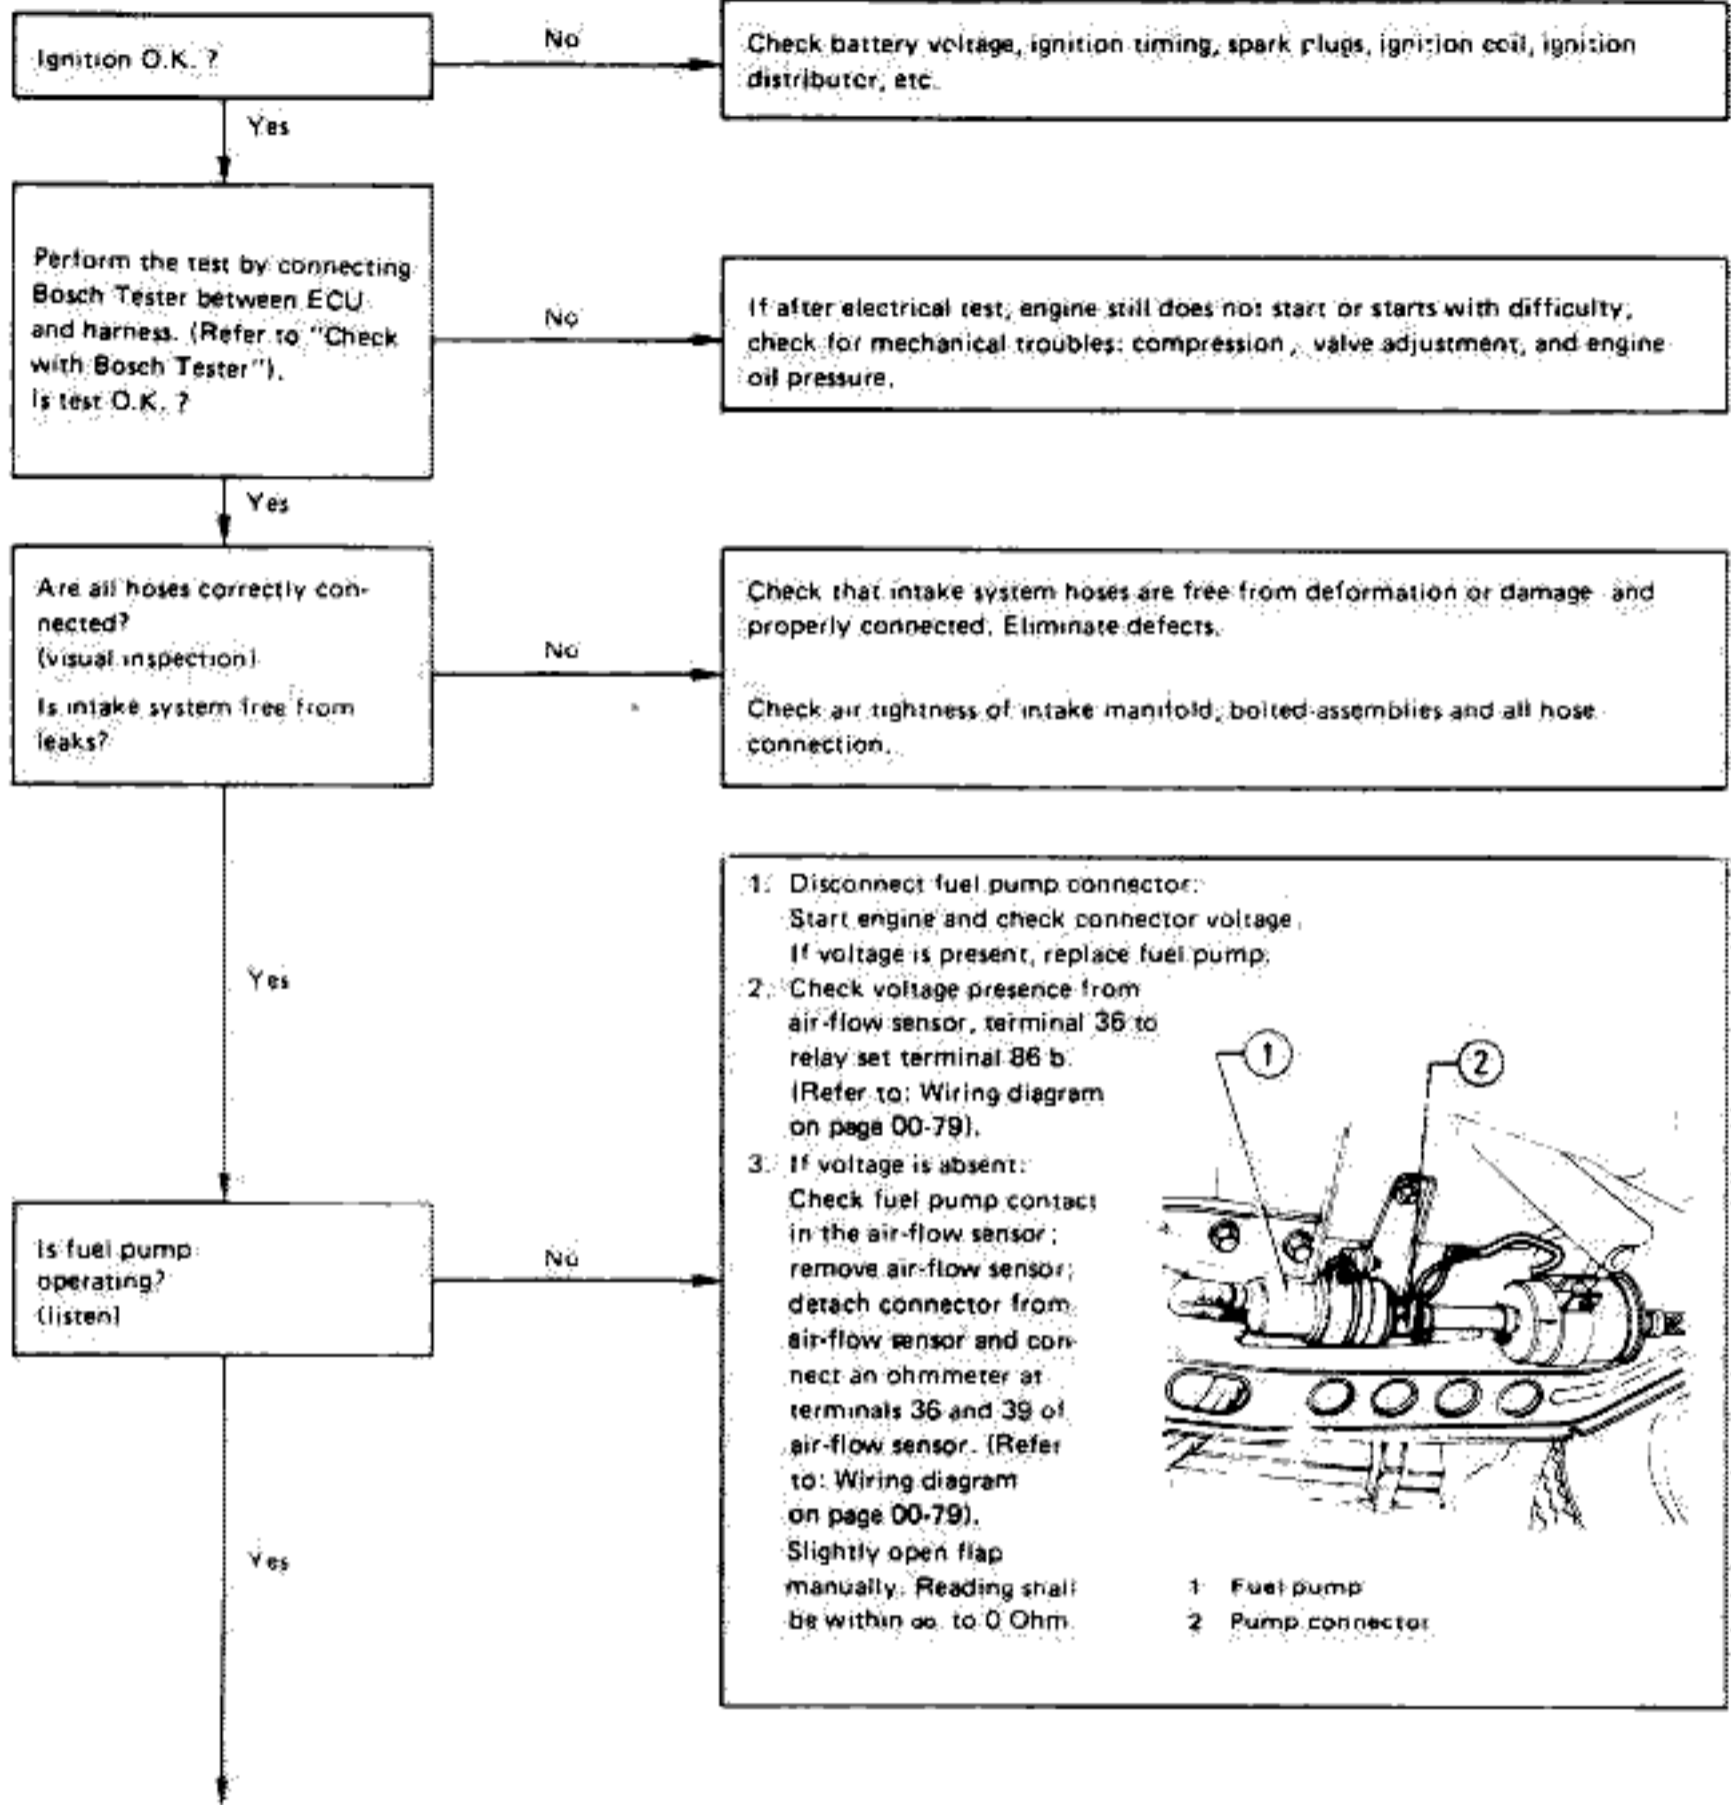 Ignition O.K. ?
No
Check battery voltage, ignition timing, spark plugs, ignition coil, ignition
distributor, etc.
Yes
Perform the test by connecting
Bosch Tester between ECU
and harness. (Refer to "Check
with Bosch Tester").
Is test O.K. ?
No
If after electrical test, engine still does not start or starts with difficulty,
check for mechanical troubles: compression, valve adjustment, and engine
oil pressure.
Yes
Are all hoses correctly con-
nected?
(visual inspection)
Is intake system free from
leaks?
No
Check that intake system hoses are free from deformation or damage and
properly connected. Eliminate defects.
Check air tightness of intake manifold, bolted assemblies and all hose
connection.
Yes
Is fuel pump
operating?
(listen)
No
1. Disconnect fuel pump connector:
Start engine and check connector voltage.
If voltage is present, replace fuel pump.
2. Check voltage presence from
air-flow sensor, terminal 36 to
relay set terminal 86 b.
(Refer to: Wiring diagram
on page 00-79).
3. If voltage is absent:
Check fuel pump contact
in the air-flow sensor;
remove air-flow sensor;
detach connector from
air-flow sensor and con-
nect an ohmmeter at
terminals 36 and 39 of
air-flow sensor. (Refer
to: Wiring diagram
on page 00-79).
Slightly open flap
manually. Reading shall
be within ∞ to 0 Ohm.
1
2
1 Fuel pump
2 Pump connector
Yes